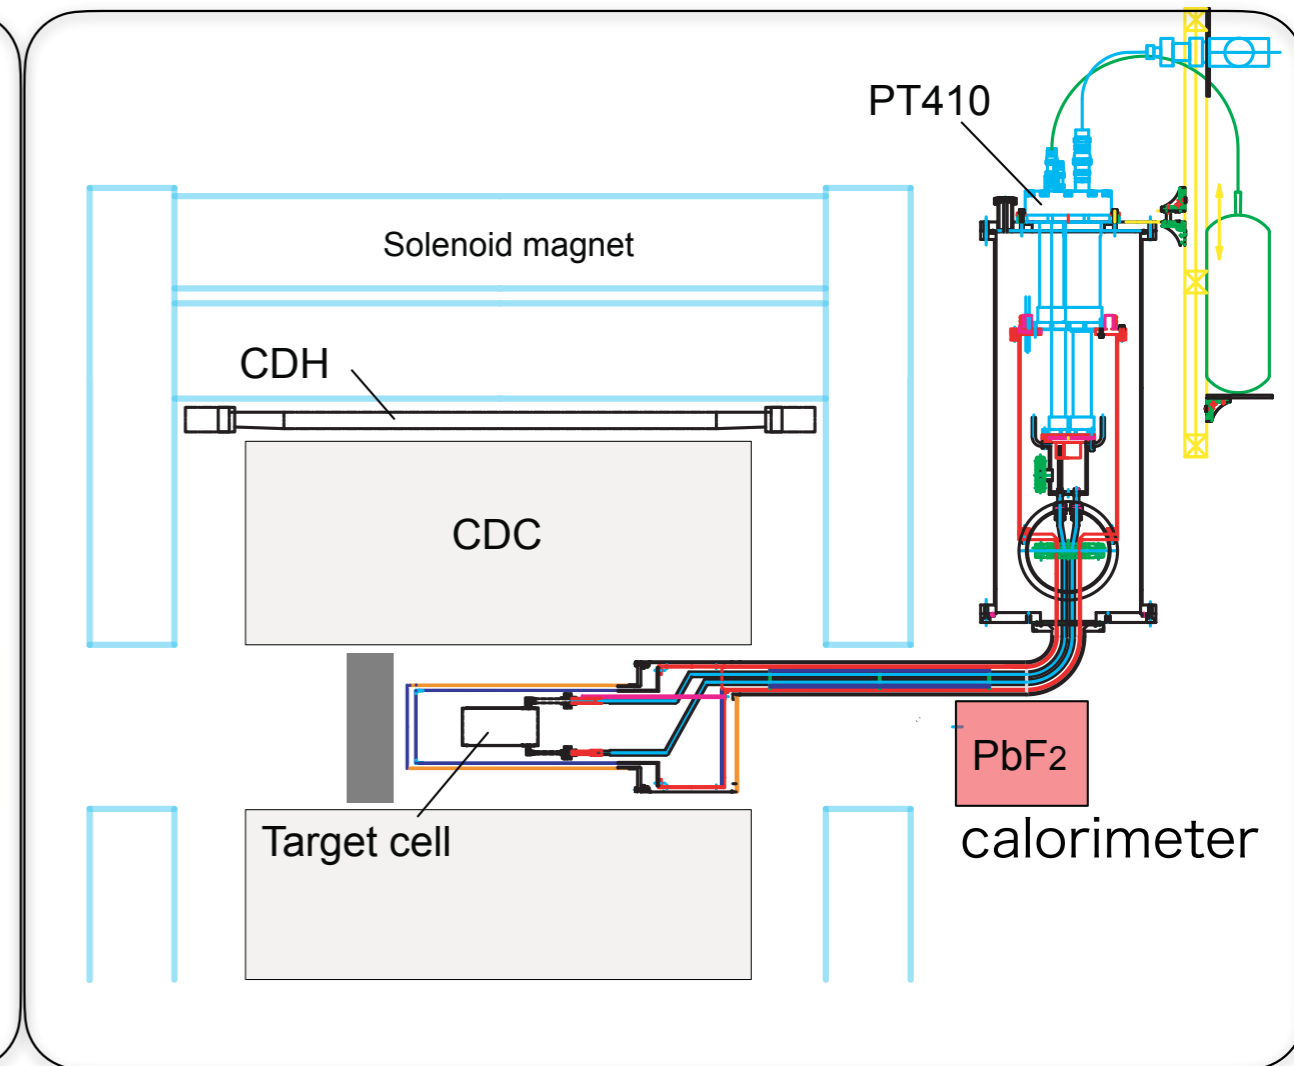 PT410
Solenoid magnet
CDH
CDC
Target cell
PbF2
calorimeter